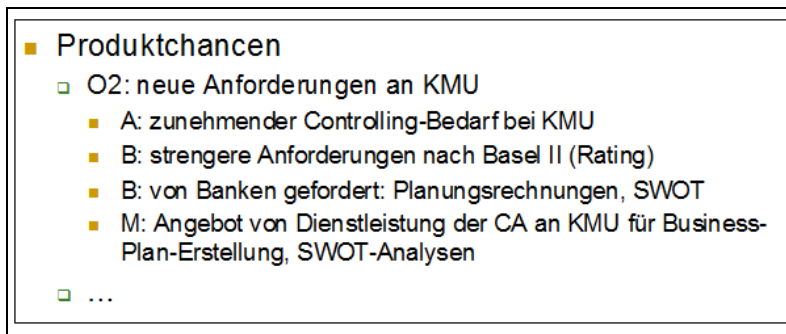 Produktchancen
O2: neue Anforderungen an KMU
A: zunehmender Controlling-Bedarf bei KMU
B: strengere Anforderungen nach Basel II (Rating)
B: von Banken gefordert: Planungsrechnungen, SWOT
M: Angebot von Dienstleistung der CA an KMU für Business-
Plan-Erstellung, SWOT-Analysen
...